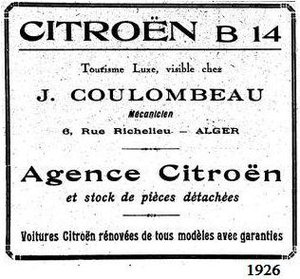 CITROËN B 14
Tourisme Luxe, visible chez
J. COULOMBEAU
Mécanicien
6, Rue Richelieu — ALGER
Agence Citroën
et stock de pièces détachées
Voitures Citroën rénovées de tous modèles avec garanties
1926